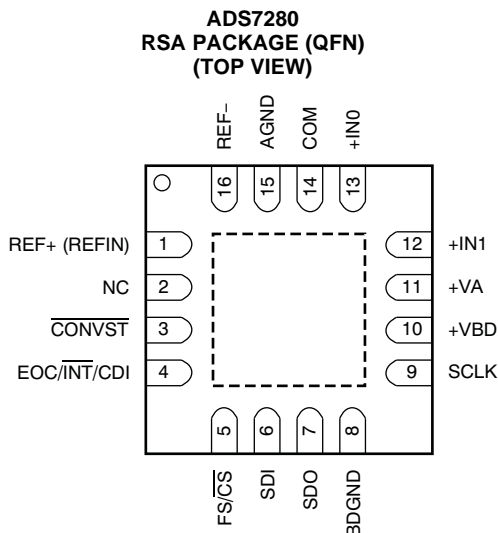 ADS7280
RSA PACKAGE (QFN)
(TOP VIEW)
REF−
AGND
COM
+IN0
16
15
14
13
REF+ (REFIN)
1
12
+IN1
NC
2
11
+VA
CONVST
3
10
+VBD
EOC/INT/CDI
4
9
SCLK
5
6
7
8
FS/CS
SDI
SDO
BDGND